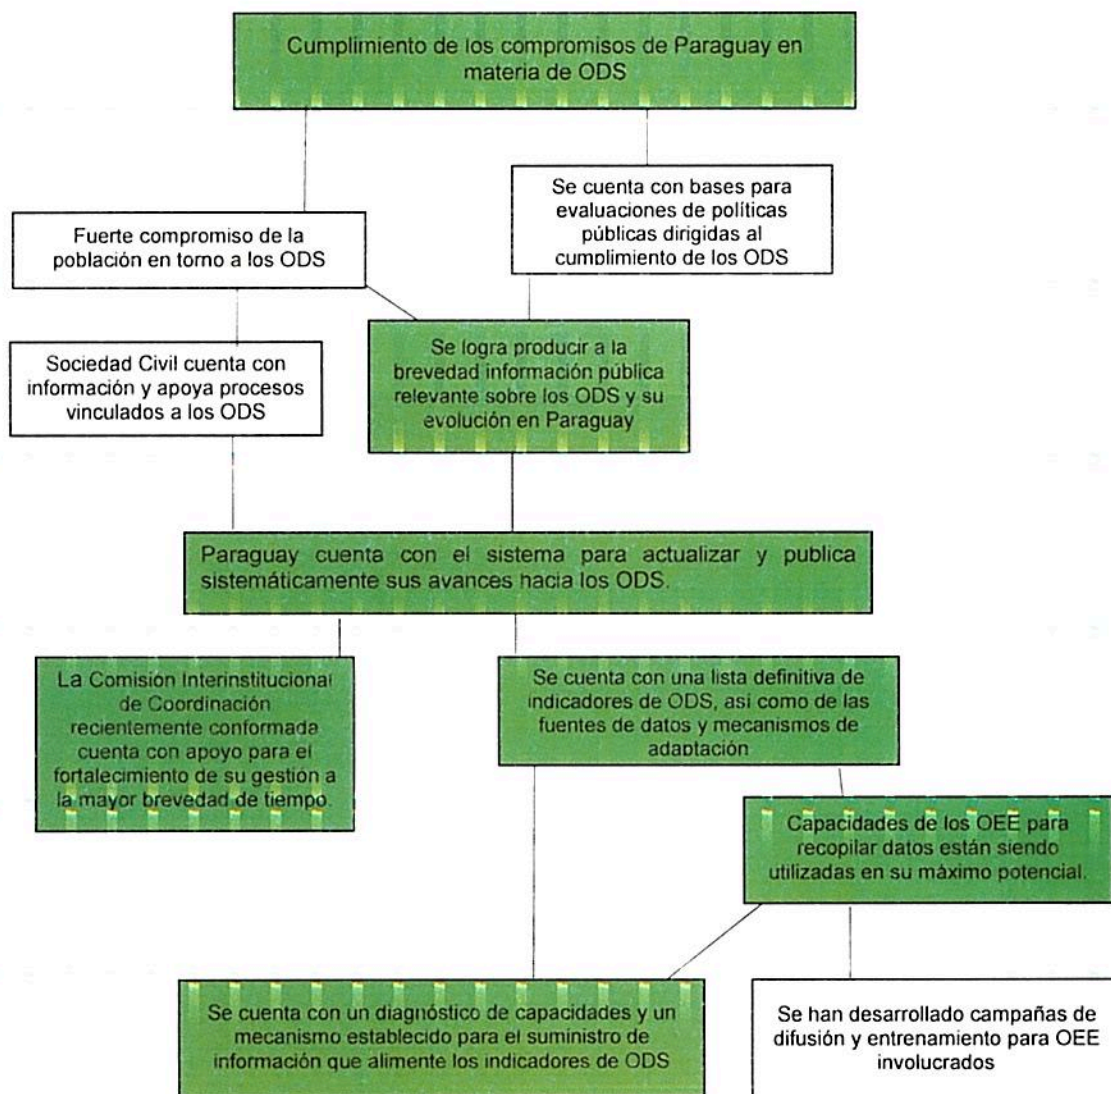 Cumplimiento de los compromisos de Paraguay en
materia de ODS
Se cuenta con bases para
evaluaciones de políticas
públicas dirigidas al
cumplimiento de los ODS
Fuerte compromiso de la
población en torno a los ODS
Se logra producir a la
brevedad información pública
relevante sobre los ODS y su
evolución en Paraguay
Sociedad Civil cuenta con
información y apoya procesos
vinculados a los ODS
Paraguay cuenta con el sistema para actualizar y publica
sistemáticamente sus avances hacia los ODS.
La Comisión Interinstitucional
de Coordinación
recientemente conformada
cuenta con apoyo para el
fortalecimiento de su gestión a
la mayor brevedad de tiempo.
Se cuenta con una lista definitiva de
indicadores de ODS, así como de las
fuentes de datos y mecanismos de
adaptación
Capacidades de los OEE para
recopilar datos están siendo
utilizadas en su máximo potencial.
Se cuenta con un diagnóstico de capacidades y un
mecanismo establecido para el suministro de
información que alimente los indicadores de ODS
Se han desarrollado campañas de
difusión y entrenamiento para OEE
involucrados